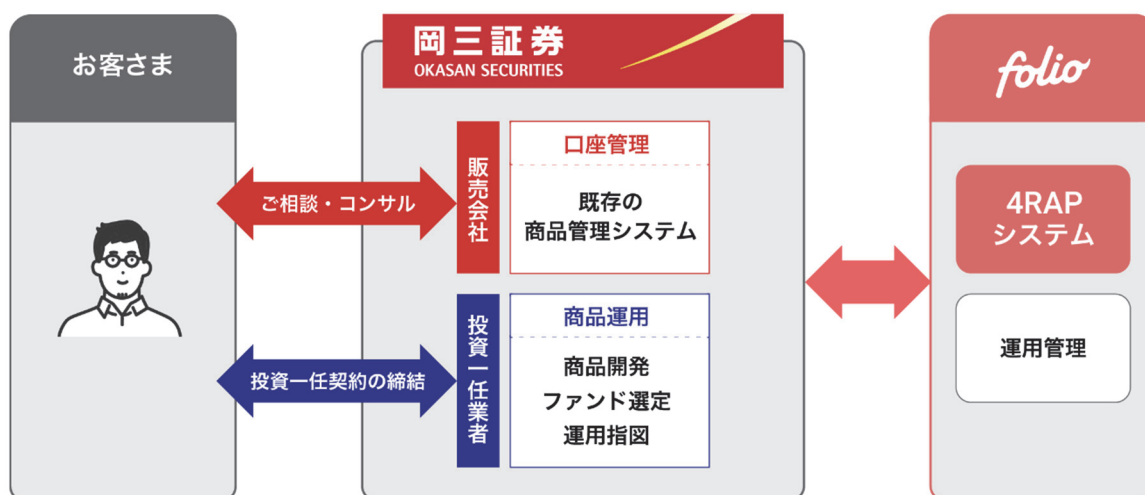 お客さま
岡三証券
OKASAN SECURITIES
folio
ご相談・コンサル
販売会社
口座管理
既存の
商品管理システム
投資一任契約の締結
投資一任業者
商品運用
商品開発
ファンド選定
運用指図
4RAP
システム
運用管理